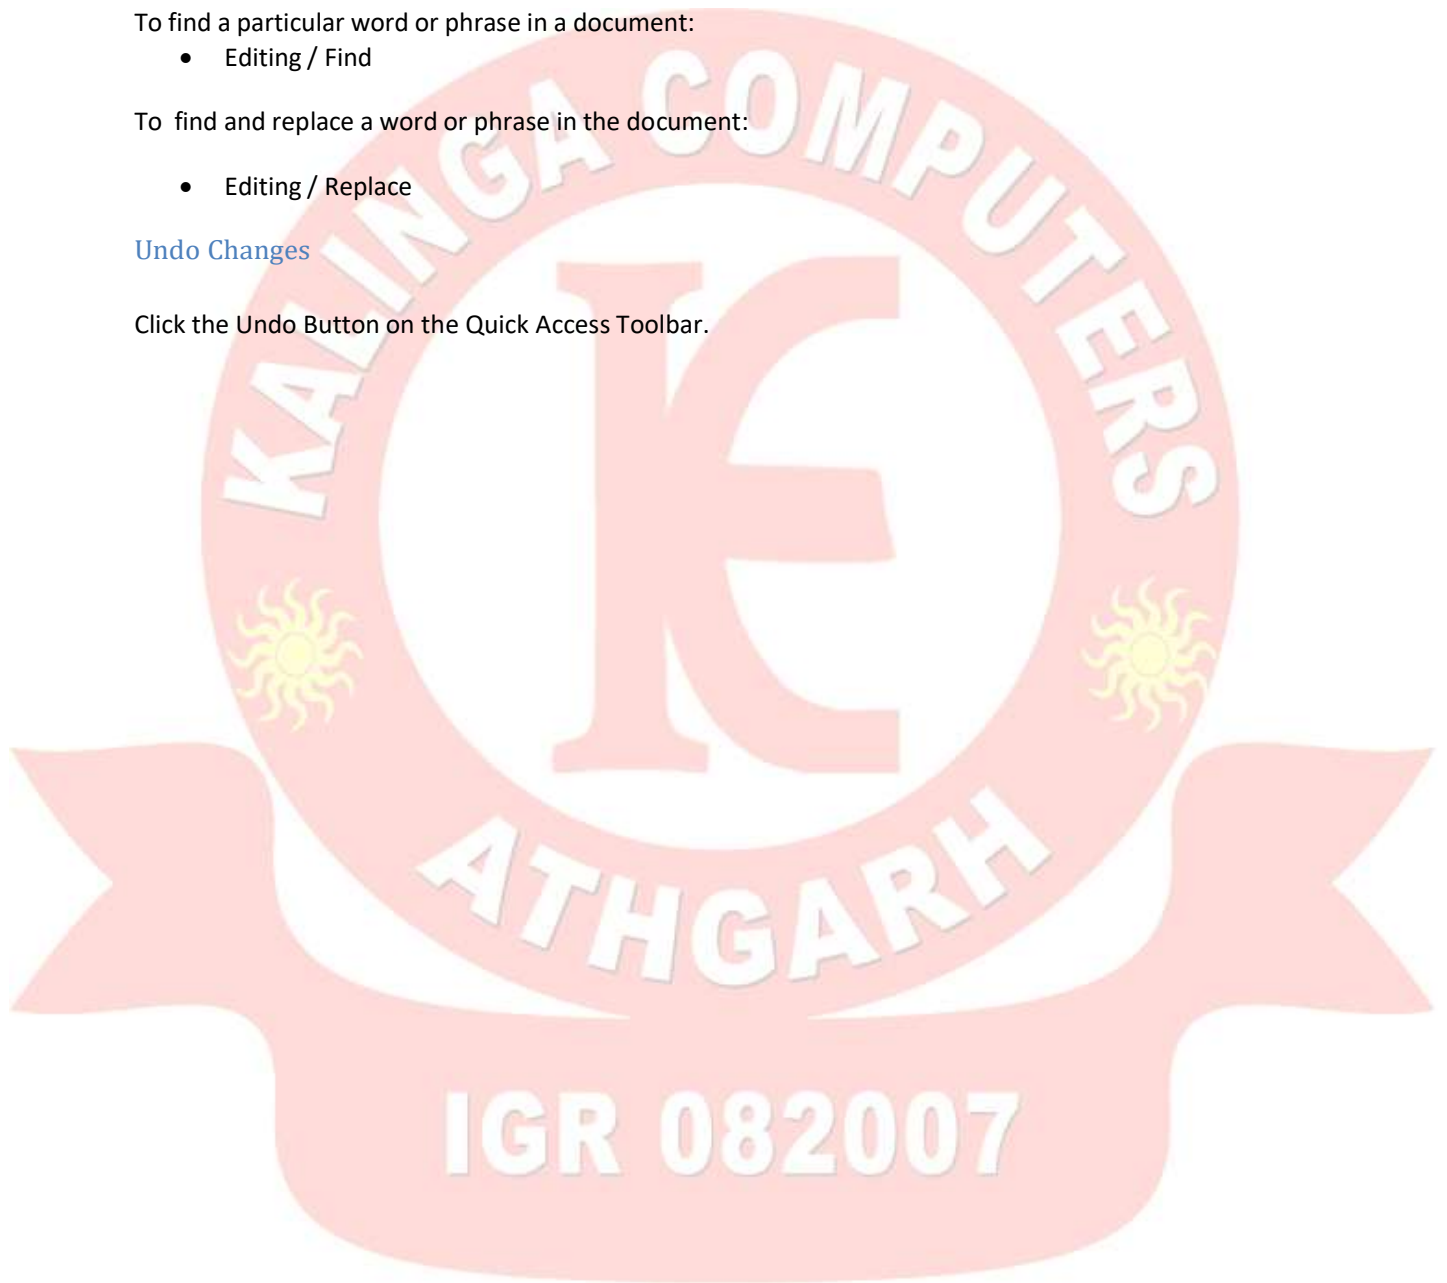 To find a particular word or phrase in a document:
• Editing / Find
To find and replace a word or phrase in the document:
• Editing / Replace
Undo Changes
Click the Undo Button on the Quick Access Toolbar.
KALINGA COMPUTERS
KE
ATHGARH
IGR 082007